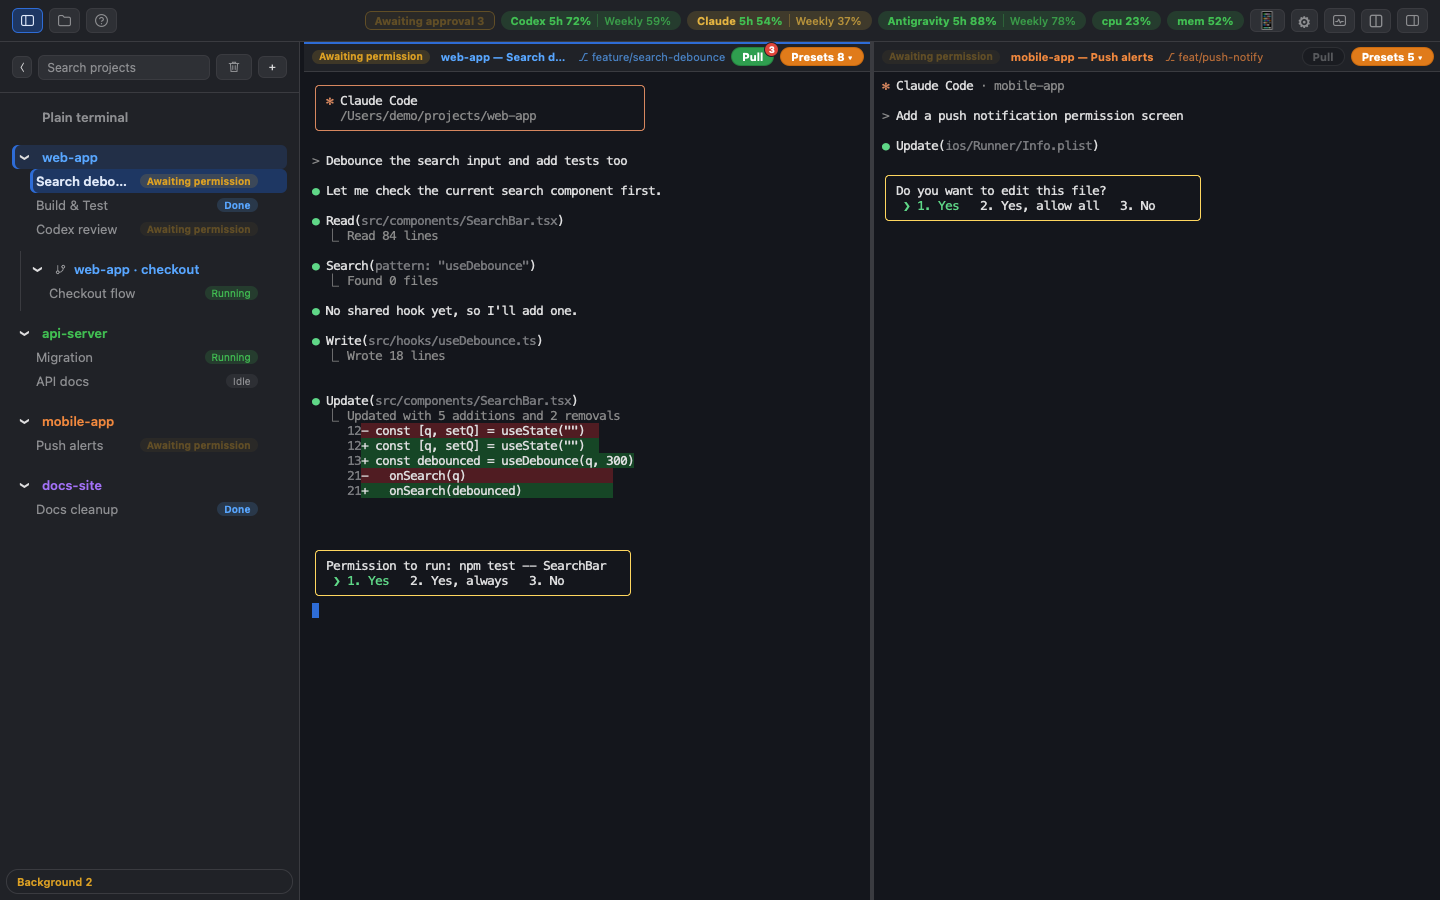 Awaiting approval 3
Codex 5h 72% Weekly 59%
Claude 5h 54% Weekly 37%
Antigravity 5h 88% Weekly 78%
cpu 23%
mem 52%
Search projects
+
Plain terminal
web-app
Search debo... Awaiting permission
Build & Test Done
Codex review Awaiting permission
web-app · checkout
Checkout flow Running
api-server
Migration Running
API docs Idle
mobile-app
Push alerts Awaiting permission
docs-site
Docs cleanup Done
Background 2
Awaiting permission web-app — Search d... feature/search-debounce Pull 3 Presets 8
✻ Claude Code
/Users/demo/projects/web-app
> Debounce the search input and add tests too
● Let me check the current search component first.
● Read(src/components/SearchBar.tsx)
⎿ Read 84 lines
● Search(pattern: "useDebounce")
⎿ Found 0 files
● No shared hook yet, so I'll add one.
● Write(src/hooks/useDebounce.ts)
⎿ Wrote 18 lines
● Update(src/components/SearchBar.tsx)
⎿ Updated with 5 additions and 2 removals
12- const [q, setQ] = useState("")
12+ const [q, setQ] = useState("")
13+ const debounced = useDebounce(q, 300)
21-   onSearch(q)
21+   onSearch(debounced)
Permission to run: npm test -- SearchBar
❯ 1. Yes   2. Yes, always   3. No
Awaiting permission mobile-app — Push alerts feat/push-notify Pull Presets 5
✻ Claude Code · mobile-app
> Add a push notification permission screen
● Update(ios/Runner/Info.plist)
Do you want to edit this file?
❯ 1. Yes   2. Yes, allow all   3. No